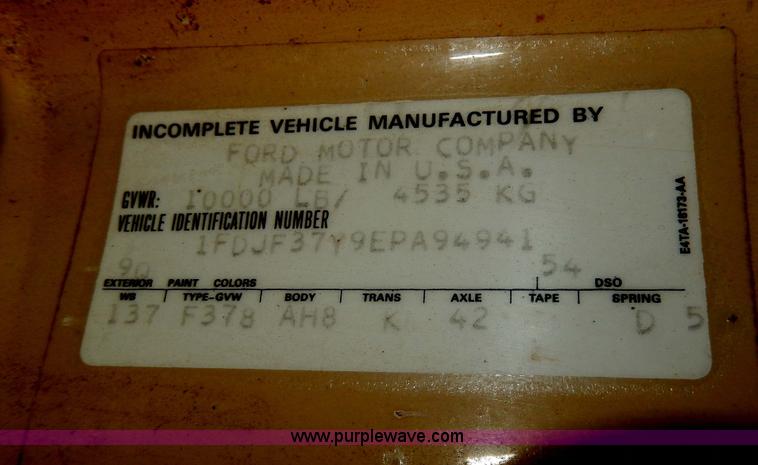 INCOMPLETE VEHICLE MANUFACTURED BY
FORD MOTOR COMPANY
MADE IN U.S.A.
GVWR: 10000 LB/ 4535 KG
VEHICLE IDENTIFICATION NUMBER
1FDJF37Y9EPA94941
9Q 54
EXTERIOR PAINT COLORS DSO
WB TYPE-GVW BODY TRANS AXLE TAPE SPRING
137 F378 AH8 K 42 D 5
E4TA-16173-AA
www.purplewave.com